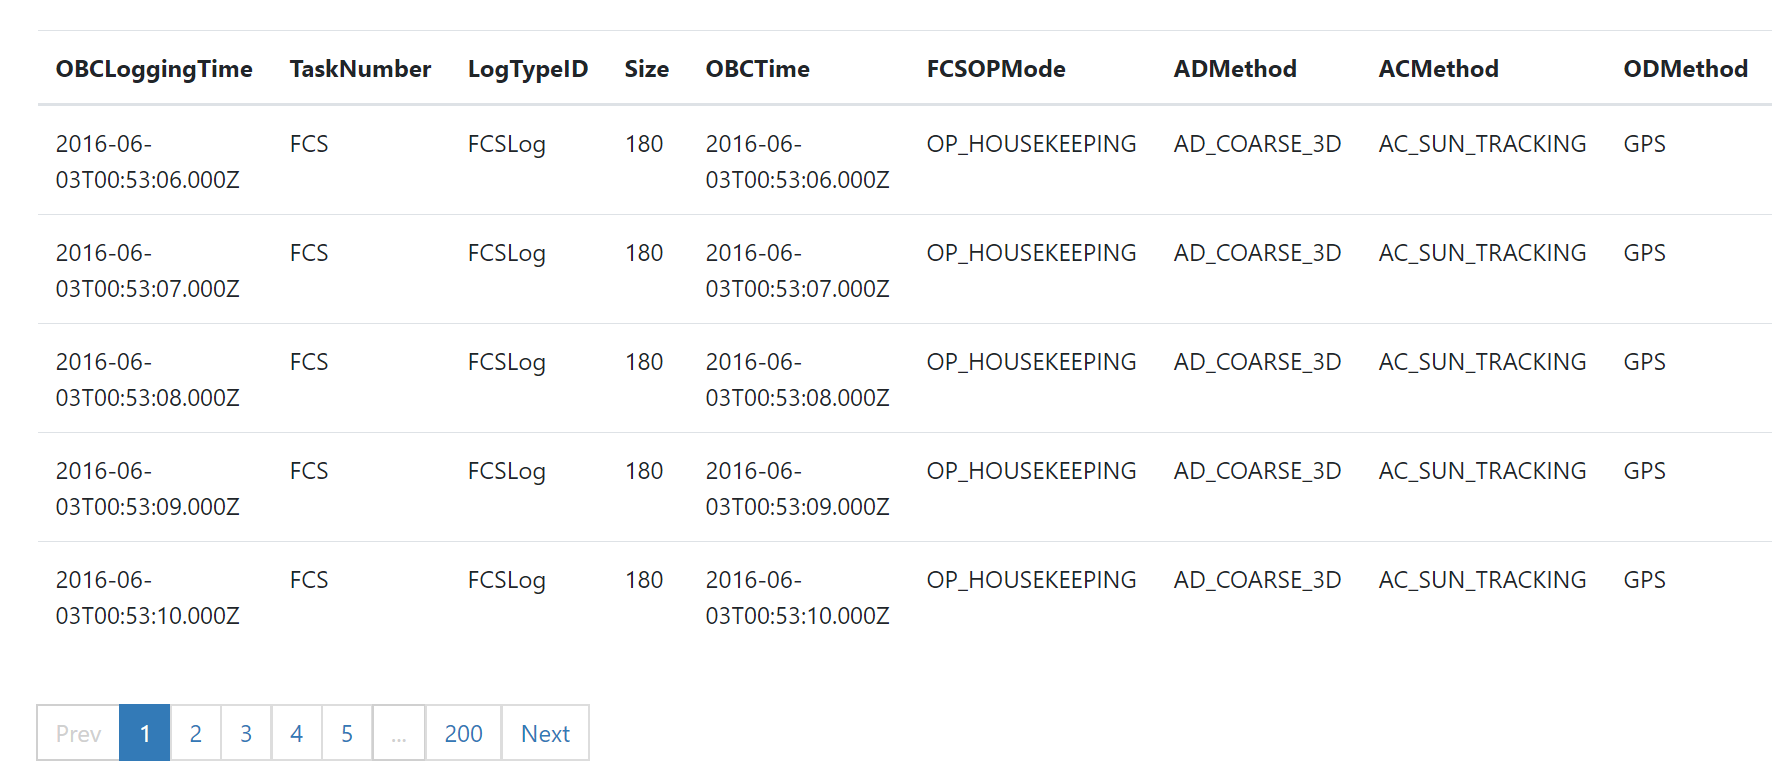 OBCLoggingTime TaskNumber LogTypeID Size OBCTime FCSOPMode ADMethod ACMethod ODMethod
2016-06- FCS FCSLog 180 2016-06- OP_HOUSEKEEPING AD_COARSE_3D AC_SUN_TRACKING GPS
03T00:53:06.000Z 03T00:53:06.000Z
2016-06- FCS FCSLog 180 2016-06- OP_HOUSEKEEPING AD_COARSE_3D AC_SUN_TRACKING GPS
03T00:53:07.000Z 03T00:53:07.000Z
2016-06- FCS FCSLog 180 2016-06- OP_HOUSEKEEPING AD_COARSE_3D AC_SUN_TRACKING GPS
03T00:53:08.000Z 03T00:53:08.000Z
2016-06- FCS FCSLog 180 2016-06- OP_HOUSEKEEPING AD_COARSE_3D AC_SUN_TRACKING GPS
03T00:53:09.000Z 03T00:53:09.000Z
2016-06- FCS FCSLog 180 2016-06- OP_HOUSEKEEPING AD_COARSE_3D AC_SUN_TRACKING GPS
03T00:53:10.000Z 03T00:53:10.000Z
Prev 1 2 3 4 5 ... 200 Next